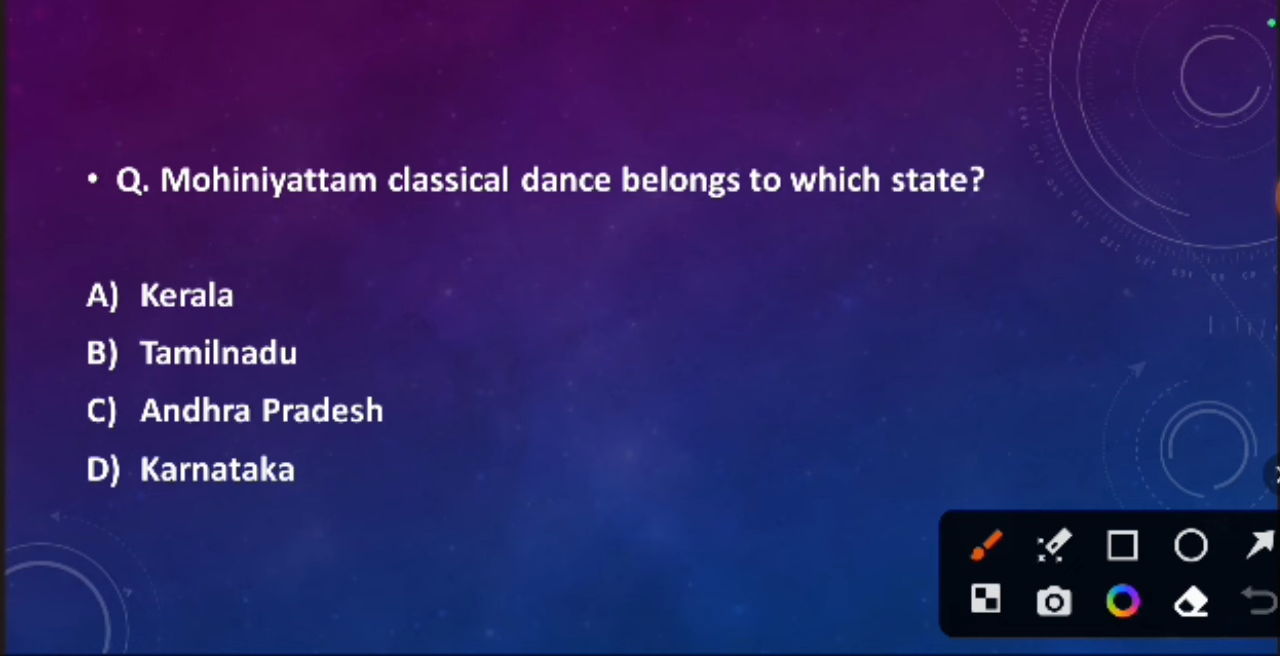 • Q. Mohiniyattam classical dance belongs to which state?
A) Kerala
B) Tamilnadu
C) Andhra Pradesh
D) Karnataka